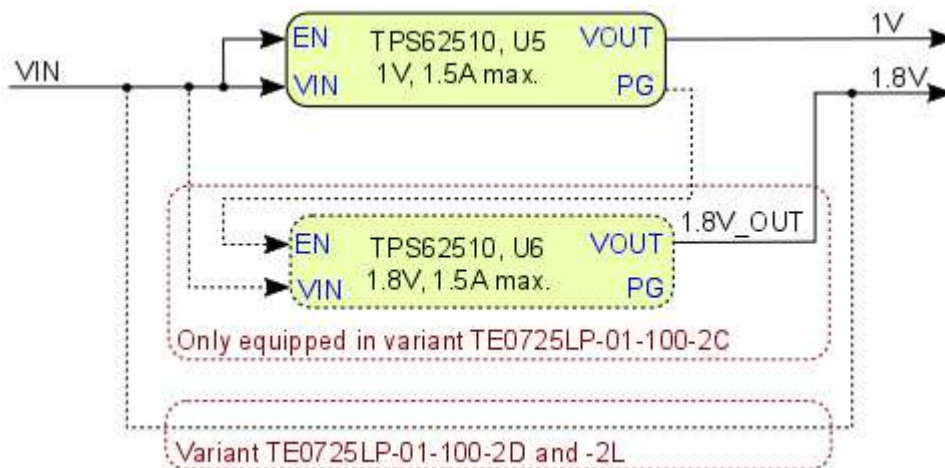 VIN
EN
VIN
TPS62510, U5
1V, 1.5A max.
VOUT
PG
1V
1.8V
EN
VIN
TPS62510, U6
1.8V, 1.5A max.
VOUT
PG
1.8V_OUT
Only equipped in variant TE0725LP-01-100-2C
Variant TE0725LP-01-100-2D and -2L